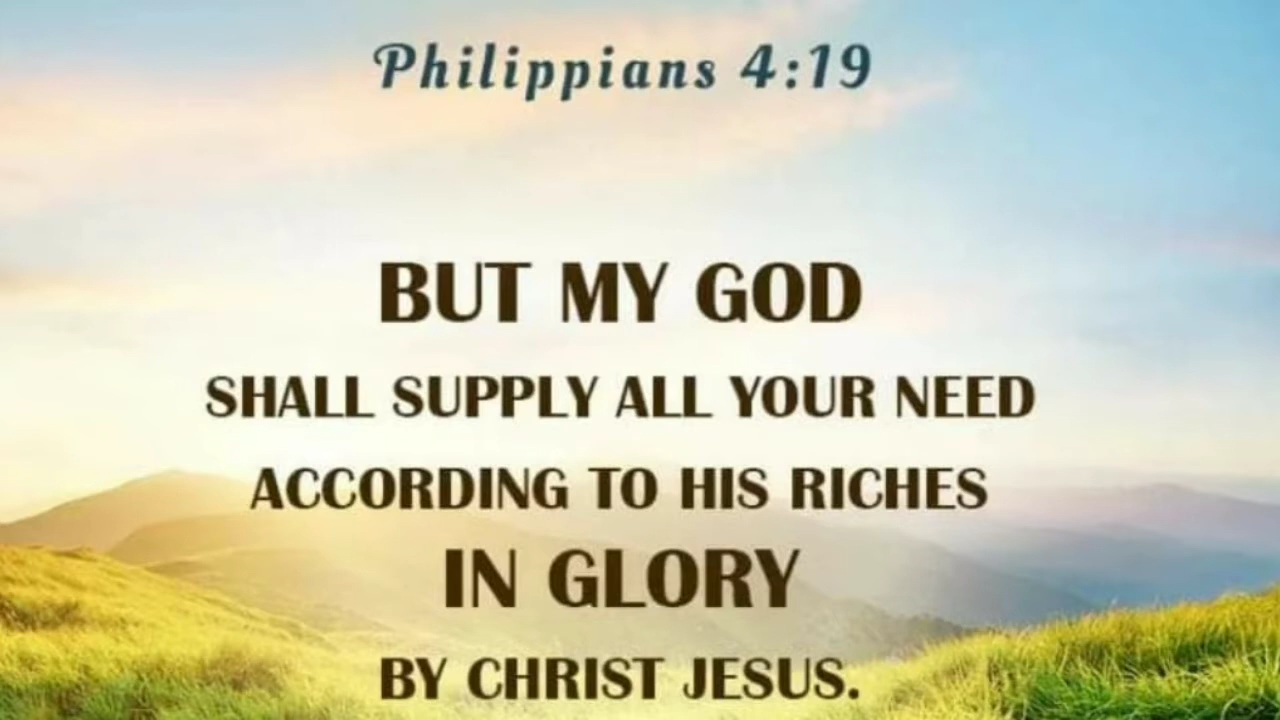 Philippians 4:19
BUT MY GOD
SHALL SUPPLY ALL YOUR NEED
ACCORDING TO HIS RICHES
IN GLORY
BY CHRIST JESUS.